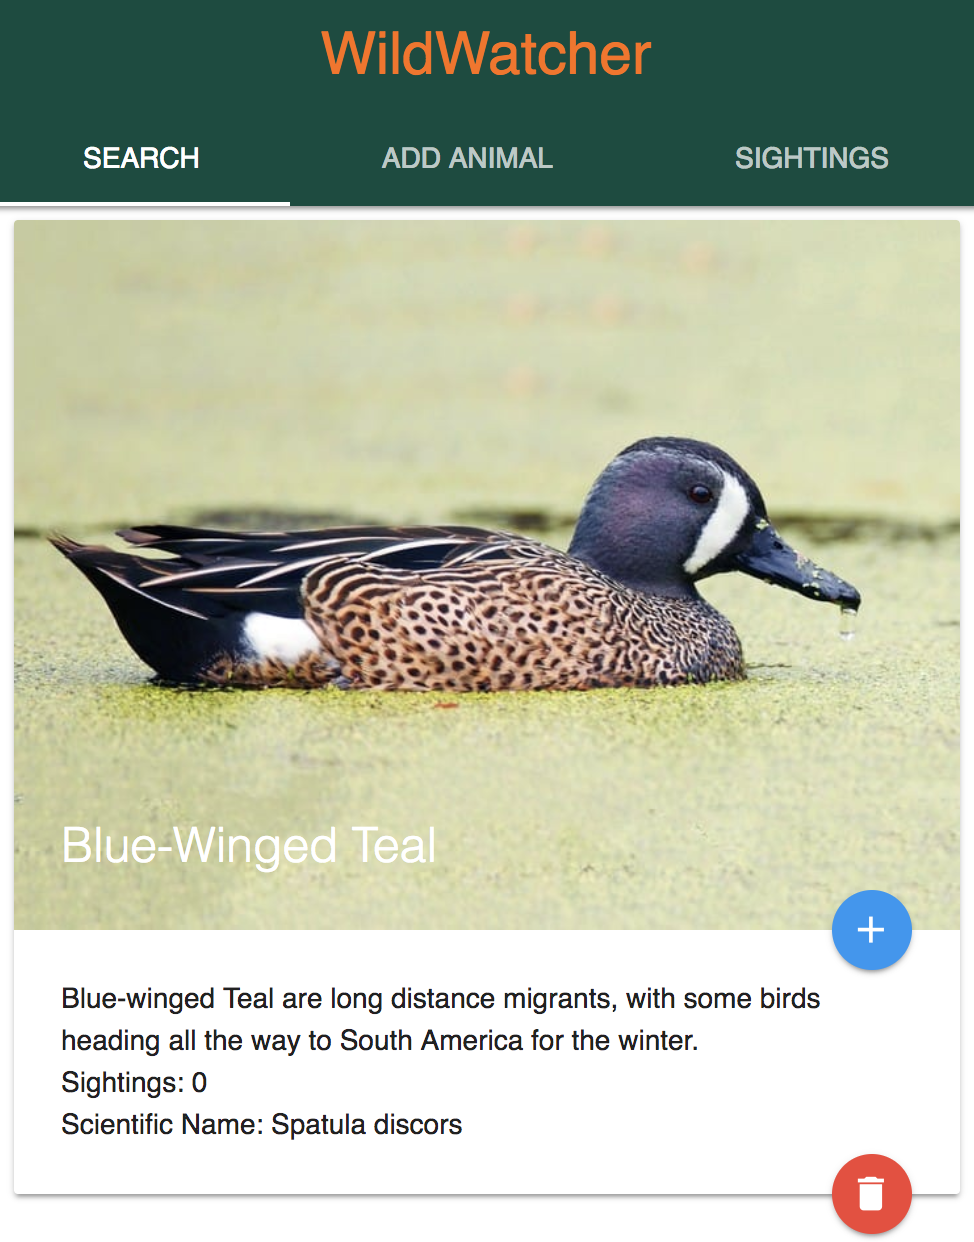 WildWatcher
SEARCH ADD ANIMAL SIGHTINGS
Blue-Winged Teal
Blue-winged Teal are long distance migrants, with some birds
heading all the way to South America for the winter.
Sightings: 0
Scientific Name: Spatula discors